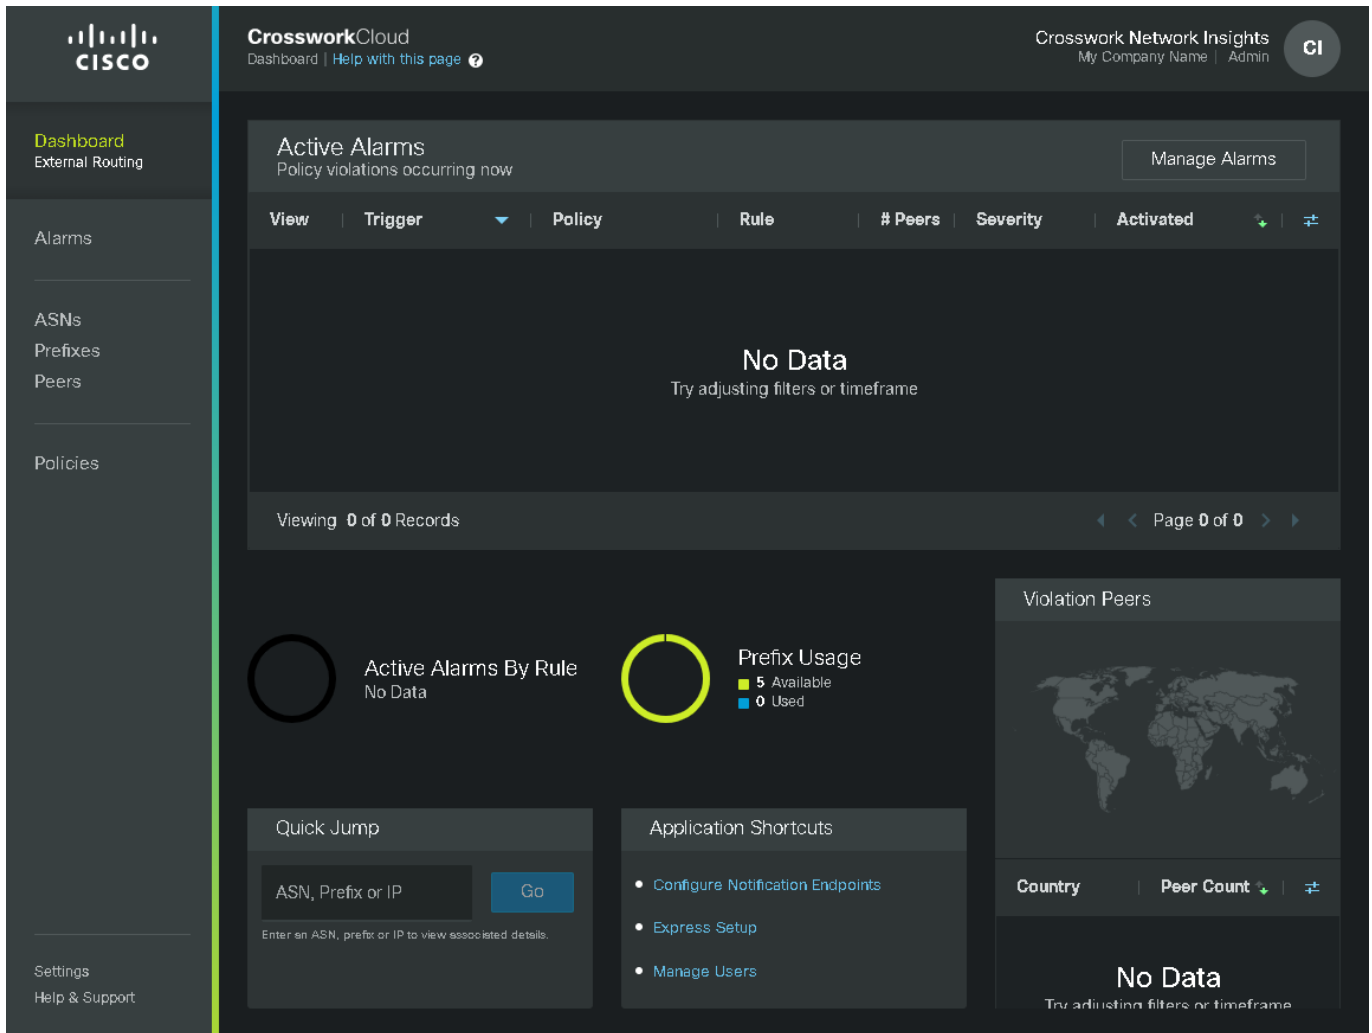 CISCO
CrossworkCloud
Dashboard | Help with this page ?
Crosswork Network Insights
My Company Name | Admin
CI
Dashboard
External Routing
Alarms
ASNs
Prefixes
Peers
Policies
Settings
Help & Support
Active Alarms
Policy violations occurring now
Manage Alarms
View | Trigger | Policy | Rule | # Peers | Severity | Activated
No Data
Try adjusting filters or timeframe
Viewing 0 of 0 Records
Page 0 of 0
Active Alarms By Rule
No Data
Prefix Usage
5 Available
0 Used
Violation Peers
Country | Peer Count
No Data
Try adjusting filters or timeframe
Quick Jump
ASN, Prefix or IP
Go
Enter an ASN, prefix or IP to view associated details.
Application Shortcuts
Configure Notification Endpoints
Express Setup
Manage Users